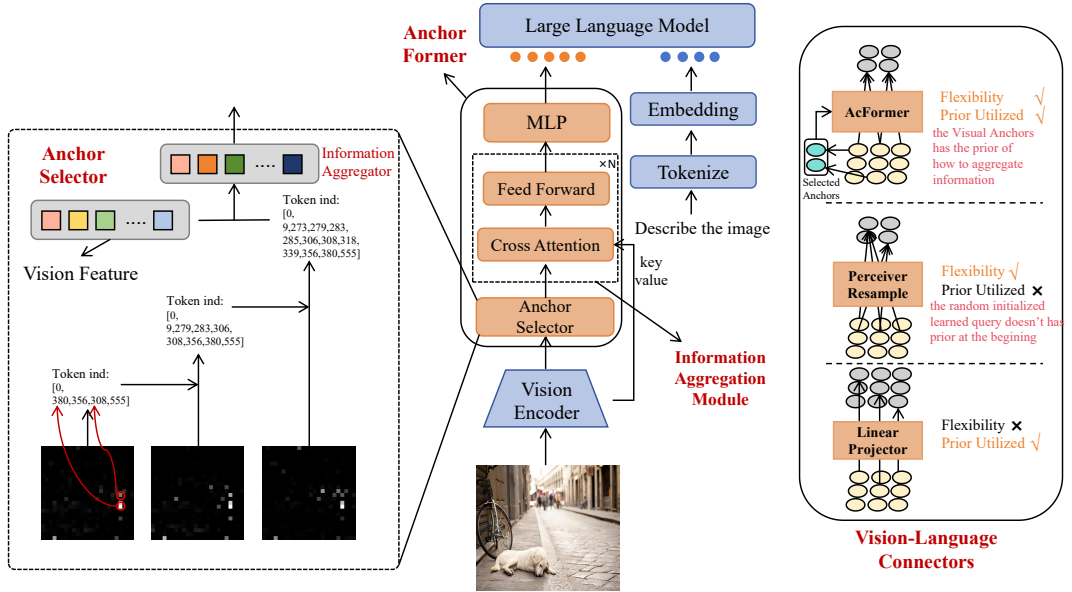 Anchor
Selector
Information
Aggregator
Vision Feature
Token ind:
[0,
9,273,279,283,
285,306,308,318,
339,356,380,555]
Token ind:
[0,
9,279,283,306,
308,356,380,555]
Token ind:
[0,
380,356,308,555]
Anchor
Former
Large Language Model
MLP
×N
Feed Forward
Cross Attention
Anchor
Selector
Vision
Encoder
key
value
Embedding
Tokenize
Describe the image
Information
Aggregation
Module
AcFormer
Selected
Anchors
Flexibility √
Prior Utilized √
the Visual Anchors
has the prior of
how to aggregate
information
Perceiver
Resample
Flexibility √
Prior Utilized ×
the random initialized
learned query doesn't has
prior at the begining
Linear
Projector
Flexibility ×
Prior Utilized √
Vision-Language
Connectors